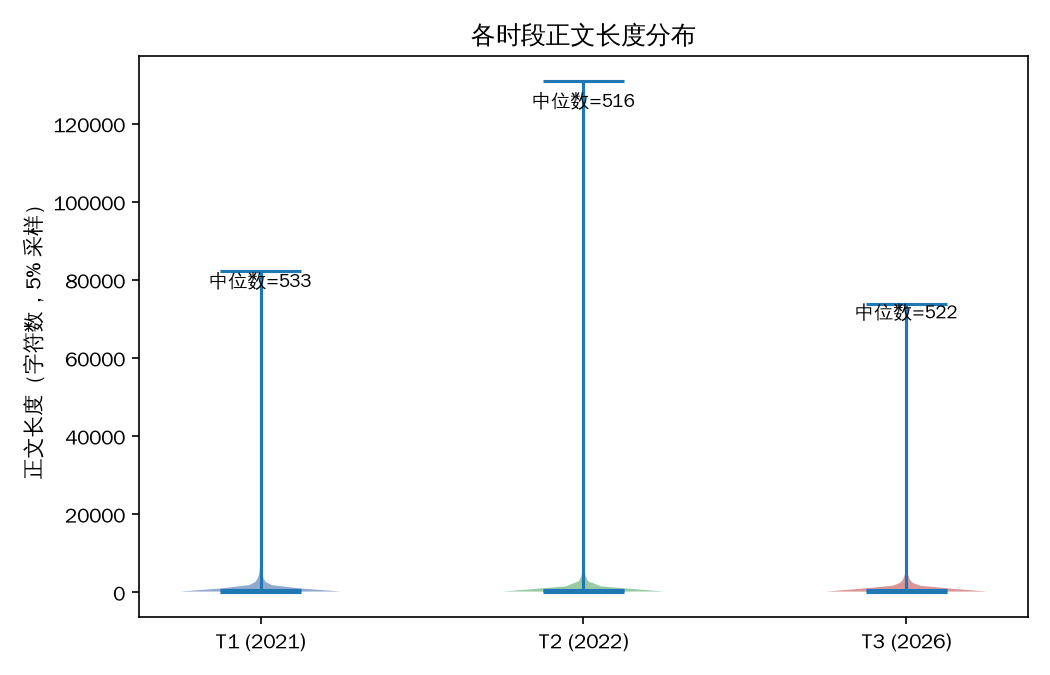 各时段正文长度分布
正文长度（字符数，5% 采样）
120000
100000
80000
60000
40000
20000
0
中位数=533
中位数=516
中位数=522
T1 (2021)
T2 (2022)
T3 (2026)